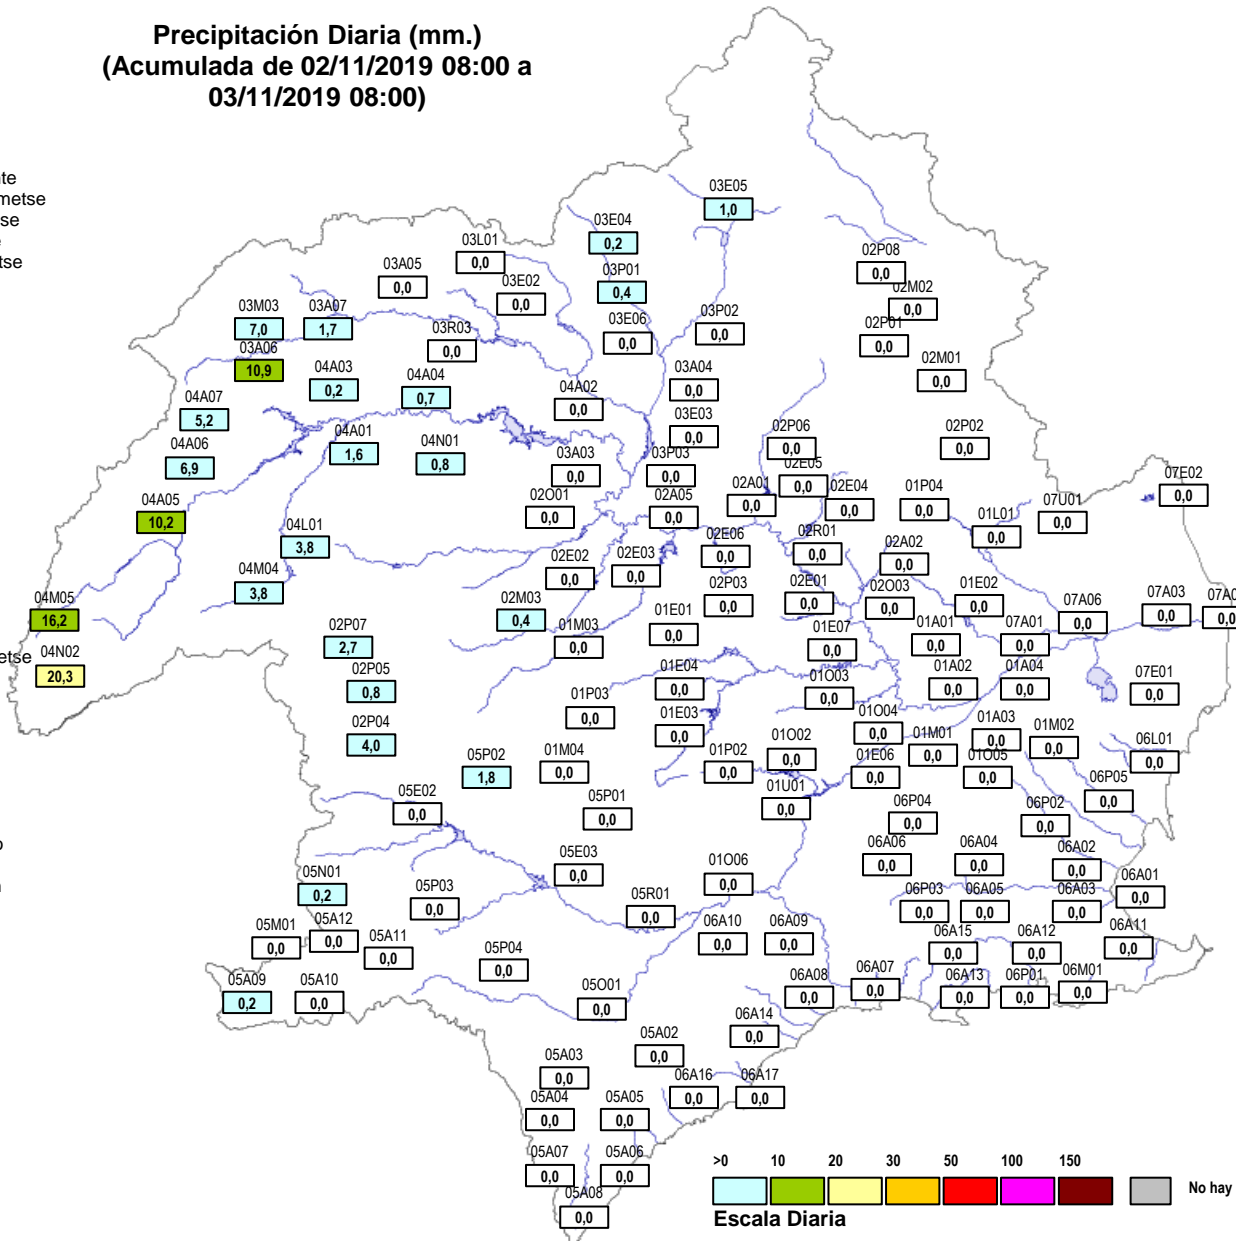 Precipitación Diaria (mm.)
(Acumulada de 02/11/2019 08:00 a
03/11/2019 08:00)
nte
metse
se
e
tse
etse
o
n
03E05
1,0
03E04
0,2
03L01
0,0
03A05
0,0
03E02
0,0
03P01
0,4
02P08
0,0
02M02
0,0
03M03
7,0
03A07
1,7
03R03
0,0
03E06
0,0
03P02
0,0
02P01
0,0
03A06
10,9
04A03
0,2
04A04
0,7
04A02
0,0
03A04
0,0
02M01
0,0
04A07
5,2
03E03
0,0
04A01
1,6
04N01
0,8
02P06
0,0
02P02
0,0
04A06
6,9
03A03
0,0
03P03
0,0
02E05
0,0
07E02
0,0
04A05
10,2
02O01
0,0
02A05
0,0
02A01
0,0
02E04
0,0
01P04
0,0
07U01
0,0
04L01
3,8
02E06
0,0
02R01
0,0
02A02
0,0
01L01
0,0
04M04
3,8
02E02
0,0
02E03
0,0
04M05
16,2
02M03
0,4
02P03
0,0
02E01
0,0
02O03
0,0
01E02
0,0
07A06
0,0
07A03
0,0
07A0
0,0
02P07
2,7
01M03
0,0
01E01
0,0
01E07
0,0
01A01
0,0
07A01
0,0
04N02
20,3
02P05
0,8
01E04
0,0
01O03
0,0
01A02
0,0
01A04
0,0
07E01
0,0
02P04
4,0
01P03
0,0
01E03
0,0
01O04
0,0
01M01
0,0
01A03
0,0
01M02
0,0
05P02
1,8
01M04
0,0
01P02
0,0
01O02
0,0
01E06
0,0
01O05
0,0
06L01
0,0
05E02
0,0
05P01
0,0
01U01
0,0
06P04
0,0
06P02
0,0
06P05
0,0
05N01
0,2
05P03
0,0
05E03
0,0
01O06
0,0
06A06
0,0
06A04
0,0
06A02
0,0
06A01
0,0
05M01
0,0
05A12
0,0
05A11
0,0
05R01
0,0
06A10
0,0
06A09
0,0
06P03
0,0
06A05
0,0
06A03
0,0
05A09
0,2
05A10
0,0
05P04
0,0
05O01
0,0
06A08
0,0
06A07
0,0
06A15
0,0
06A12
0,0
06A11
0,0
06A13
0,0
06P01
0,0
06M01
0,0
05A02
0,0
06A14
0,0
05A03
0,0
06A16
0,0
06A17
0,0
05A04
0,0
05A05
0,0
05A07
0,0
05A06
0,0
05A08
0,0
>0 10 20 30 50 100 150
No hay
Escala Diaria